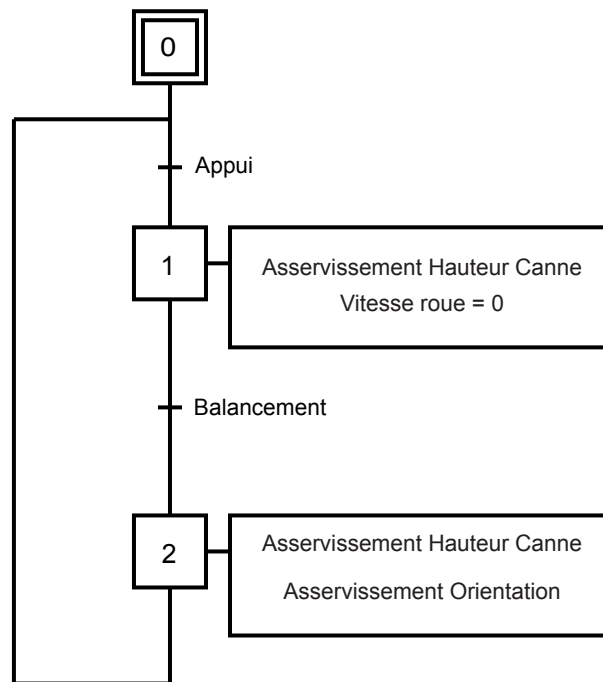 0
Appui
1
Asservissement Hauteur Canne
Vitesse roue = 0
Balancement
2
Asservissement Hauteur Canne
Asservissement Orientation